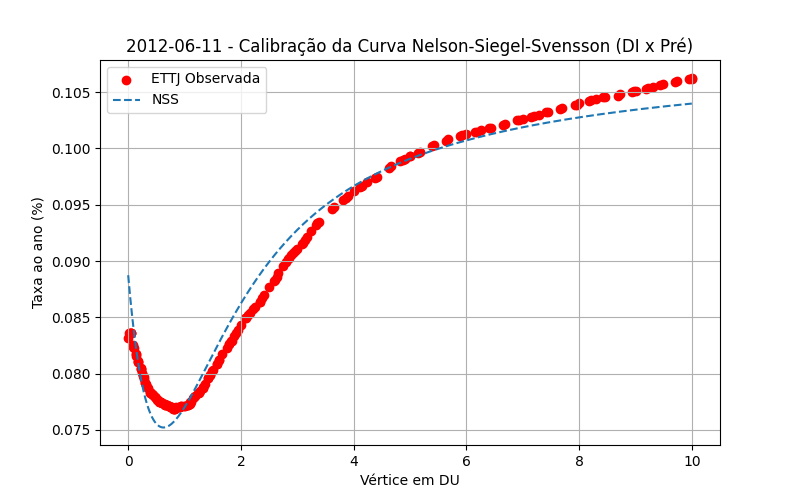 2012-06-11 - Calibração da Curva Nelson-Siegel-Svensson (DI x Pré)
ETTJ Observada
NSS
Taxa ao ano (%)
0.105
0.100
0.095
0.090
0.085
0.080
0.075
0 2 4 6 8 10
Vértice em DU